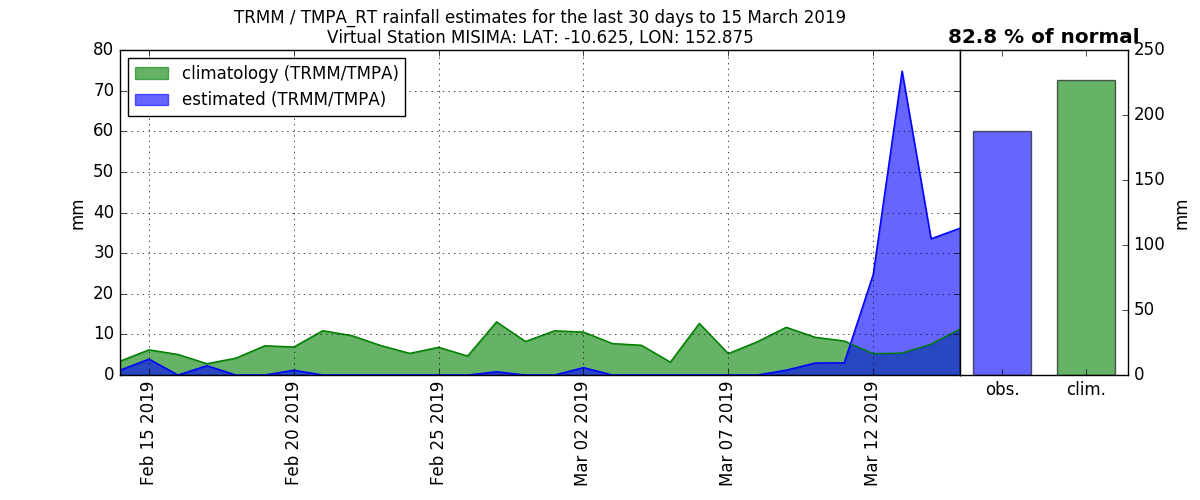 TRMM / TMPA_RT rainfall estimates for the last 30 days to 15 March 2019
Virtual Station MISIMA: LAT: -10.625, LON: 152.875
82.8 % of normal
climatology (TRMM/TMPA)
estimated (TRMM/TMPA)
80
70
60
50
40
30
20
10
0
mm
Feb 15 2019
Feb 20 2019
Feb 25 2019
Mar 02 2019
Mar 07 2019
Mar 12 2019
obs.
clim.
250
200
150
100
50
0
mm